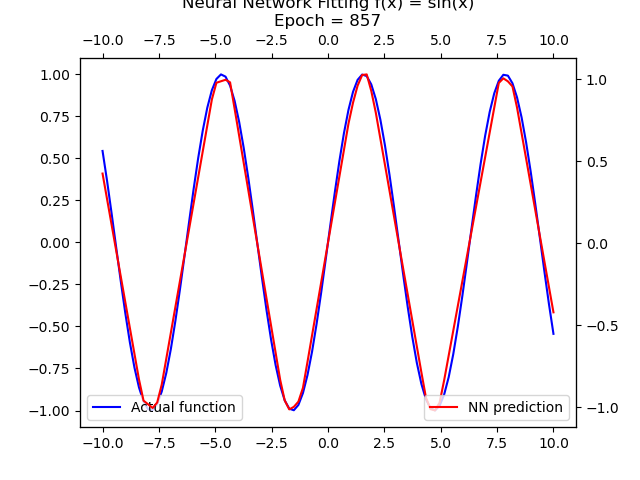 Neural Network Fitting f(x) = sin(x)
Epoch = 857
−10.0 −7.5 −5.0 −2.5 0.0 2.5 5.0 7.5 10.0
1.00
0.75
0.50
0.25
0.00
−0.25
−0.50
−0.75
−1.00
1.0
0.5
0.0
−0.5
−1.0
Actual function
NN prediction
−10.0 −7.5 −5.0 −2.5 0.0 2.5 5.0 7.5 10.0